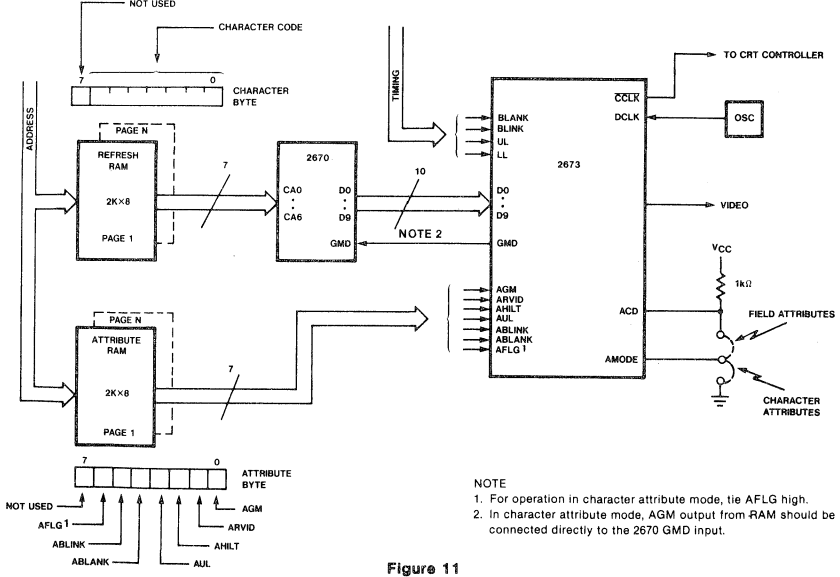 NOT USED
CHARACTER CODE
7 0
CHARACTER
BYTE
ADDRESS
PAGE N
REFRESH
RAM
2K×8
PAGE 1
7
2670
CA0
:
CA6
D0
:
D9
GMD
10
NOTE 2
TIMING
BLANK
BLINK
UL
LL
2673
D0
:
D9
GMD
AGM
ARVID
AHILT
AUL
ABLINK
ABLANK
AFLG 1
CCLK
DCLK
TO CRT CONTROLLER
OSC
VIDEO
VCC
1kΩ
ACD
AMODE
FIELD ATTRIBUTES
CHARACTER
ATTRIBUTES
PAGE N
ATTRIBUTE
RAM
2K×8
PAGE 1
7
7 0
ATTRIBUTE
BYTE
NOT USED
AFLG 1
ABLINK
ABLANK
AUL
AHILT
ARVID
AGM
NOTE
1. For operation in character attribute mode, tie AFLG high.
2. In character attribute mode, AGM output from RAM should be
connected directly to the 2670 GMD input.
Figure 11